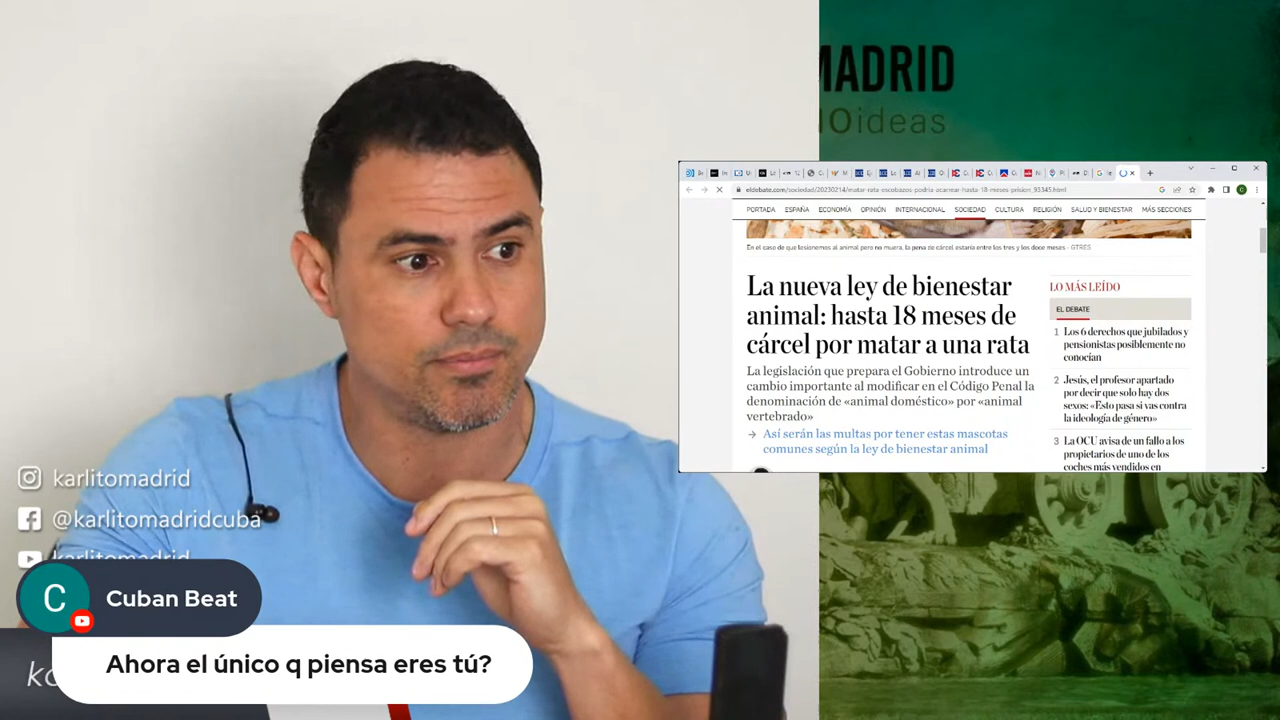 MADRID
Oideas
eldebate.com/sociedad/20230214/matar-rata-escobazos-podria-acarrear-hasta-18-meses-prision_93345.html
PORTADA ESPAÑA ECONOMÍA OPINIÓN INTERNACIONAL SOCIEDAD CULTURA RELIGIÓN SALUD Y BIENESTAR MÁS SECCIONES
En el caso de que lesionemos al animal pero no muera, la pena de cárcel estaría entre los tres y los doce meses - GTRES
La nueva ley de bienestar
animal: hasta 18 meses de
cárcel por matar a una rata
La legislación que prepara el Gobierno introduce un
cambio importante al modificar en el Código Penal la
denominación de «animal doméstico» por «animal
vertebrado»
→ Así serán las multas por tener estas mascotas
comunes según la ley de bienestar animal
LO MÁS LEÍDO
EL DEBATE
1 Los 6 derechos que jubilados y
pensionistas posiblemente no
conocían
2 Jesús, el profesor apartado
por decir que solo hay dos
sexos: «Esto pasa si vas contra
la ideología de género»
3 La OCU avisa de un fallo a los
propietarios de uno de los
coches más vendidos en
karlitomadrid
@karlitomadridcuba
karlitomadrid
C
Cuban Beat
Ahora el único q piensa eres tú?